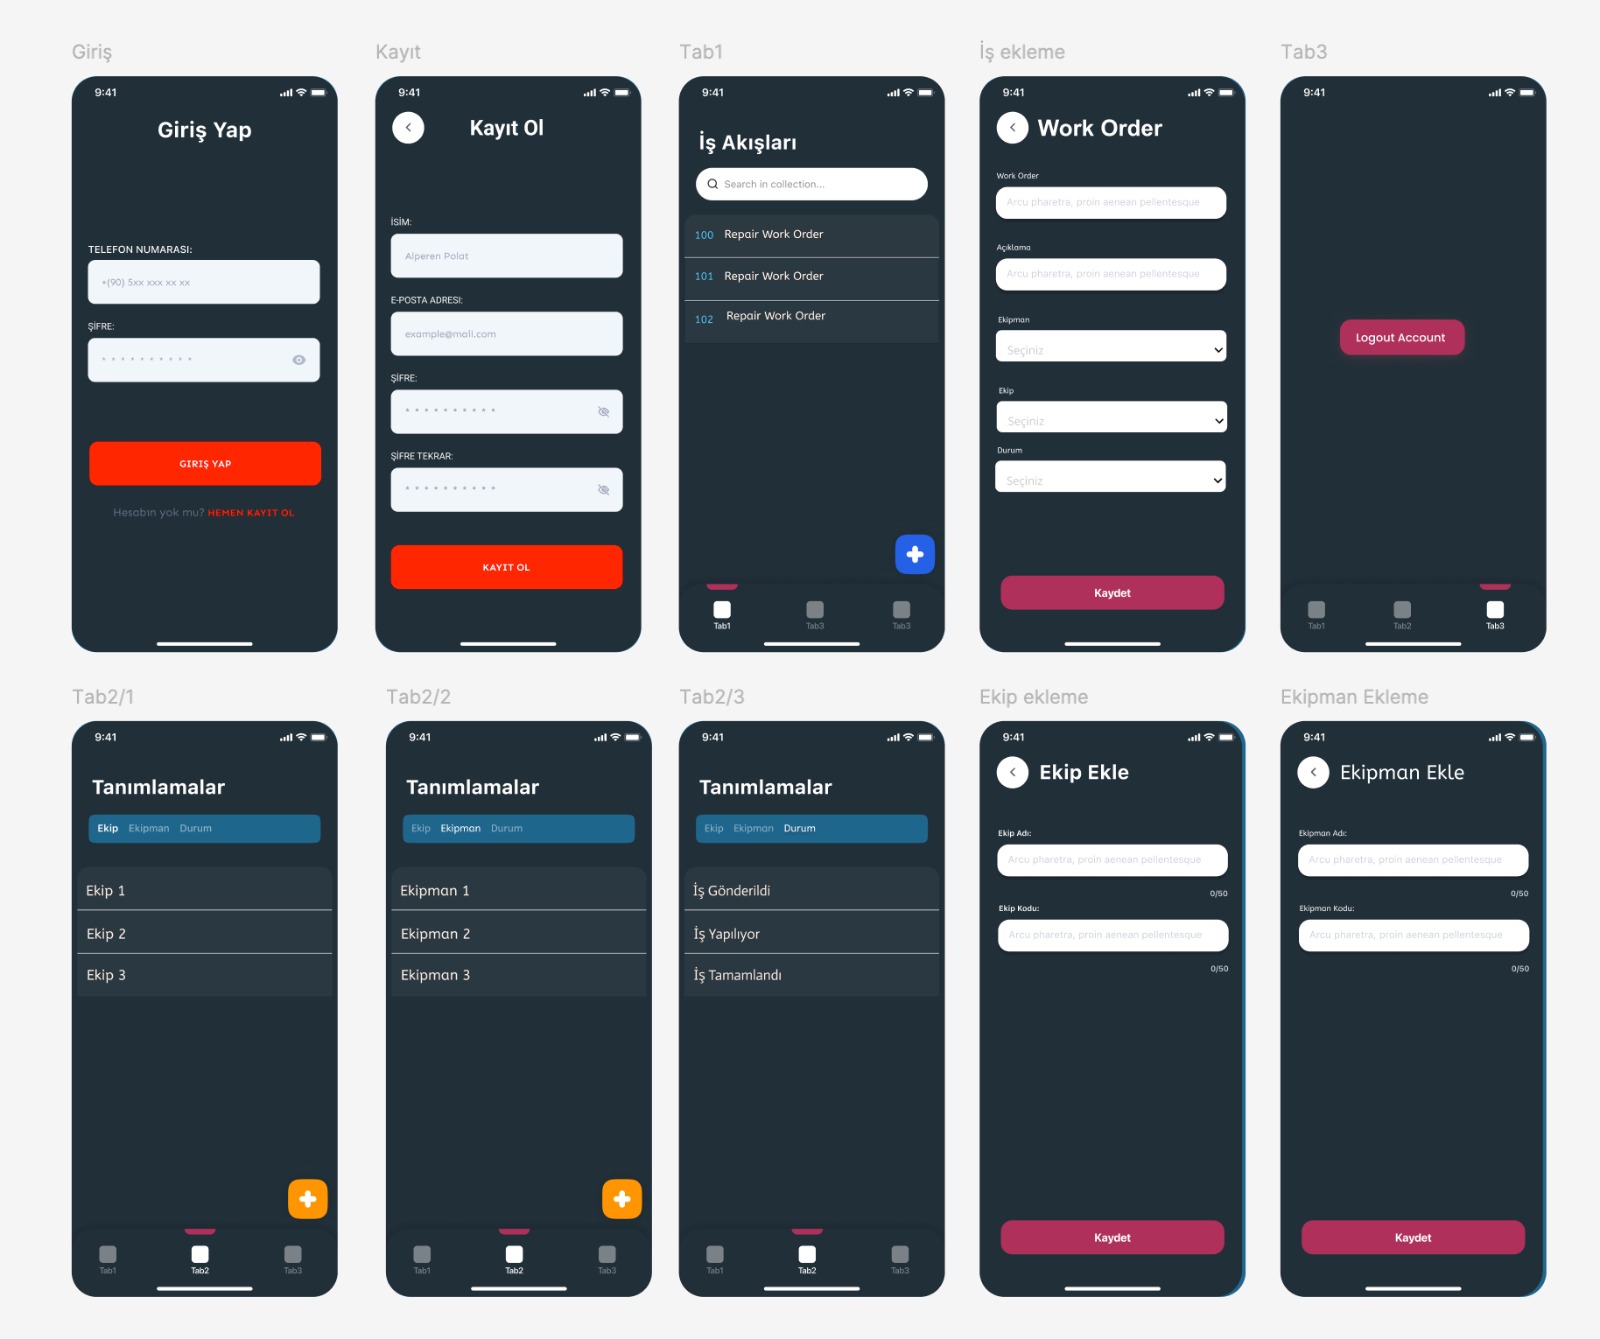 Giriş
9:41
Giriş Yap
TELEFON NUMARASI:
+(90) 5xx xxx xx xx
ŞİFRE:
* * * * * * * * * *
GIRIŞ YAP
Hesabın yok mu? HEMEN KAYIT OL
Kayıt
9:41
Kayıt Ol
İSİM:
Alperen Polat
E-POSTA ADRESI:
example@mail.com
ŞİFRE:
* * * * * * * * * *
ŞİFRE TEKRAR:
* * * * * * * * * *
KAYIT OL
Tab1
9:41
İş Akışları
Search in collection...
100 Repair Work Order
101 Repair Work Order
102 Repair Work Order
Tab1 Tab3 Tab3
İş ekleme
9:41
Work Order
Work Order
Arcu pharetra, proin aenean pellentesque
Açıklama
Arcu pharetra, proin aenean pellentesque
Ekipman
Seçiniz
Ekip
Seçiniz
Durum
Seçiniz
Kaydet
Tab3
9:41
Logout Account
Tab1 Tab2 Tab3
Tab2/1
9:41
Tanımlamalar
Ekip Ekipman Durum
Ekip 1
Ekip 2
Ekip 3
Tab1 Tab2 Tab3
Tab2/2
9:41
Tanımlamalar
Ekip Ekipman Durum
Ekipman 1
Ekipman 2
Ekipman 3
Tab1 Tab2 Tab3
Tab2/3
9:41
Tanımlamalar
Ekip Ekipman Durum
İş Gönderildi
İş Yapılıyor
İş Tamamlandı
Tab1 Tab2 Tab3
Ekip ekleme
9:41
Ekip Ekle
Ekip Adı:
Arcu pharetra, proin aenean pellentesque
0/50
Ekip Kodu:
Arcu pharetra, proin aenean pellentesque
0/50
Kaydet
Ekipman Ekleme
9:41
Ekipman Ekle
Ekipman Adı:
Arcu pharetra, proin aenean pellentesque
0/50
Ekipman Kodu:
Arcu pharetra, proin aenean pellentesque
0/50
Kaydet